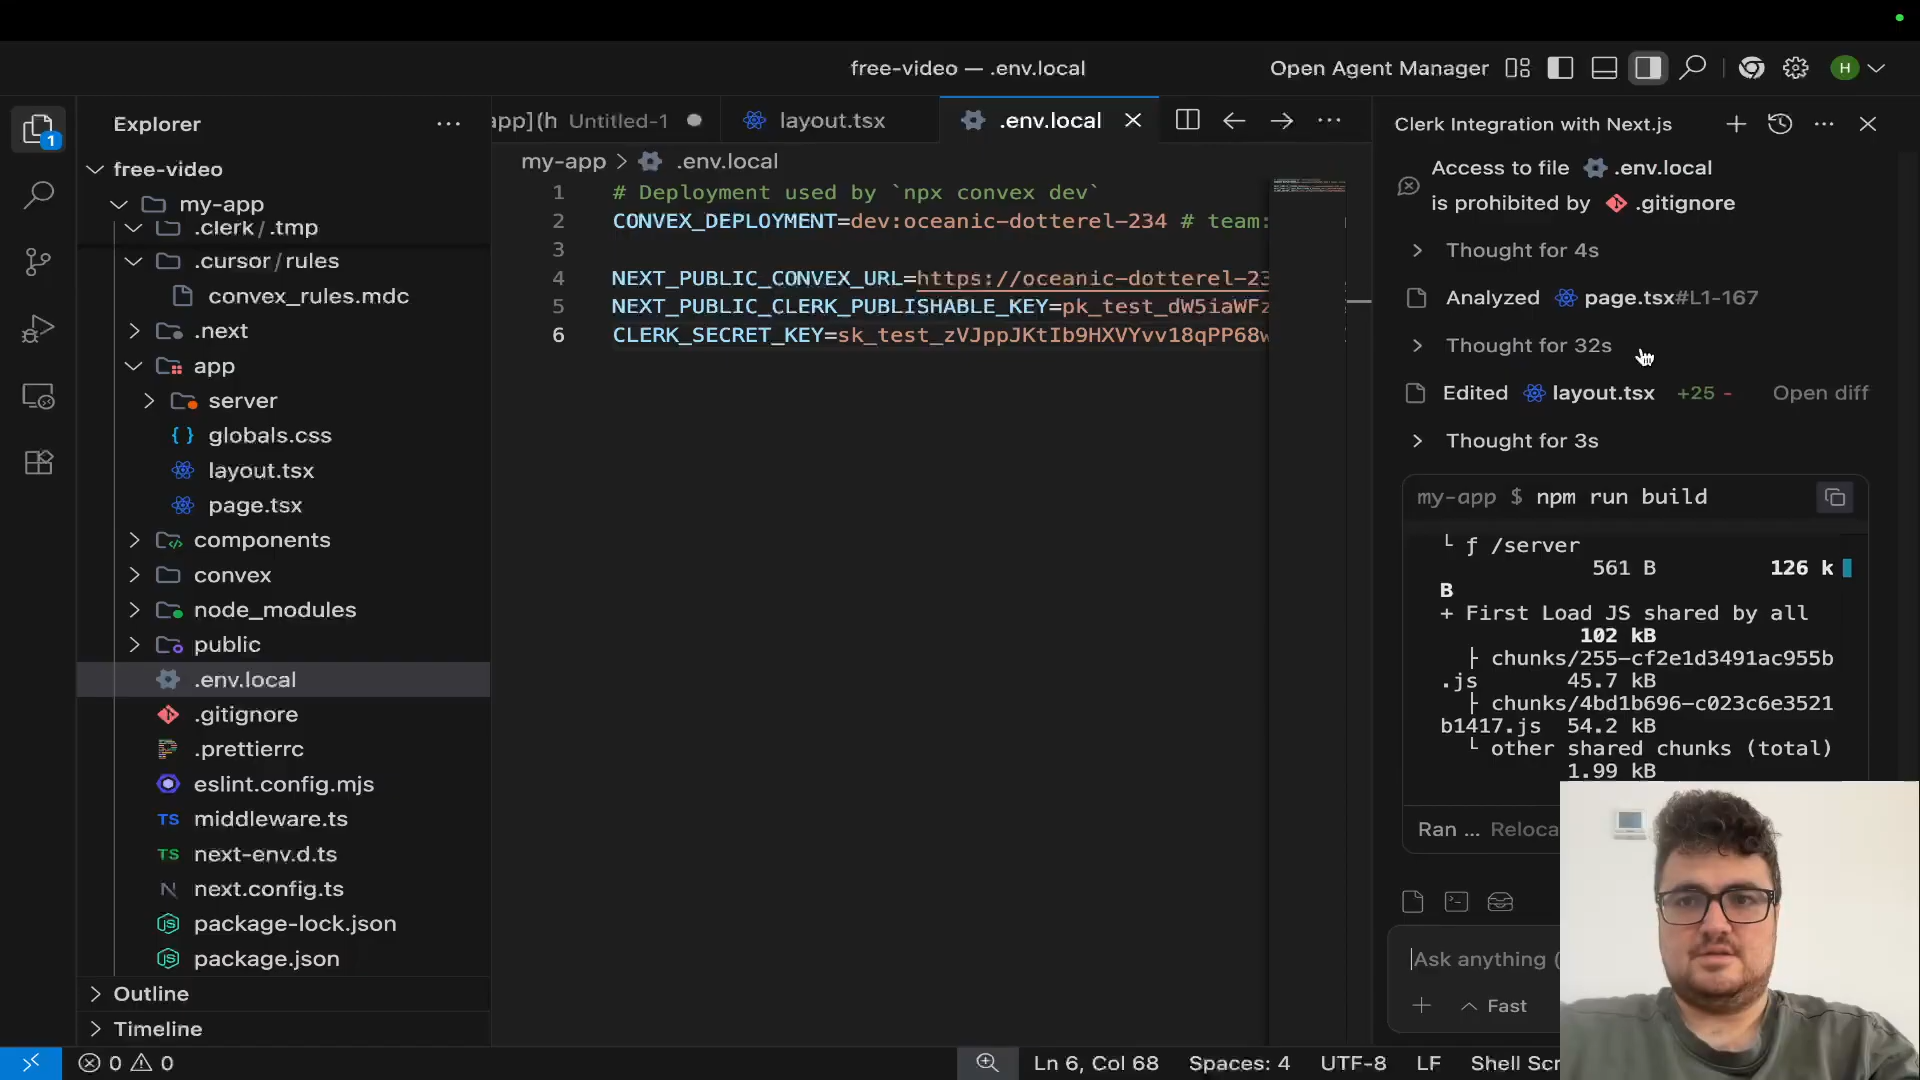 free-video — .env.local
Open Agent Manager
H
1
Explorer
free-video
my-app
.clerk / .tmp
.cursor / rules
convex_rules.mdc
.next
app
server
globals.css
layout.tsx
page.tsx
components
convex
node_modules
public
.env.local
.gitignore
.prettierrc
eslint.config.mjs
TS middleware.ts
TS next-env.d.ts
next.config.ts
package-lock.json
package.json
Outline
Timeline
app](h Untitled-1
layout.tsx
.env.local
my-app > .env.local
1 # Deployment used by `npx convex dev`
2 CONVEX_DEPLOYMENT=dev:oceanic-dotterel-234 # team:
3
4 NEXT_PUBLIC_CONVEX_URL=https://oceanic-dotterel-23
5 NEXT_PUBLIC_CLERK_PUBLISHABLE_KEY=pk_test_dW5iaWFz
6 CLERK_SECRET_KEY=sk_test_zVJppJKtIb9HXVYvv18qPP68w
Clerk Integration with Next.js
Access to file .env.local
is prohibited by .gitignore
Thought for 4s
Analyzed page.tsx#L1-167
Thought for 32s
Edited layout.tsx +25 - Open diff
Thought for 3s
my-app $ npm run build
└ ƒ /server
561 B 126 k
B
+ First Load JS shared by all
102 kB
├ chunks/255-cf2e1d3491ac955b
.js 45.7 kB
├ chunks/4bd1b696-c023c6e3521
b1417.js 54.2 kB
└ other shared chunks (total)
1.99 kB
Ran ... Reloca
Ask anything (
Fast
0 0
Ln 6, Col 68
Spaces: 4
UTF-8
LF
Shell Scr